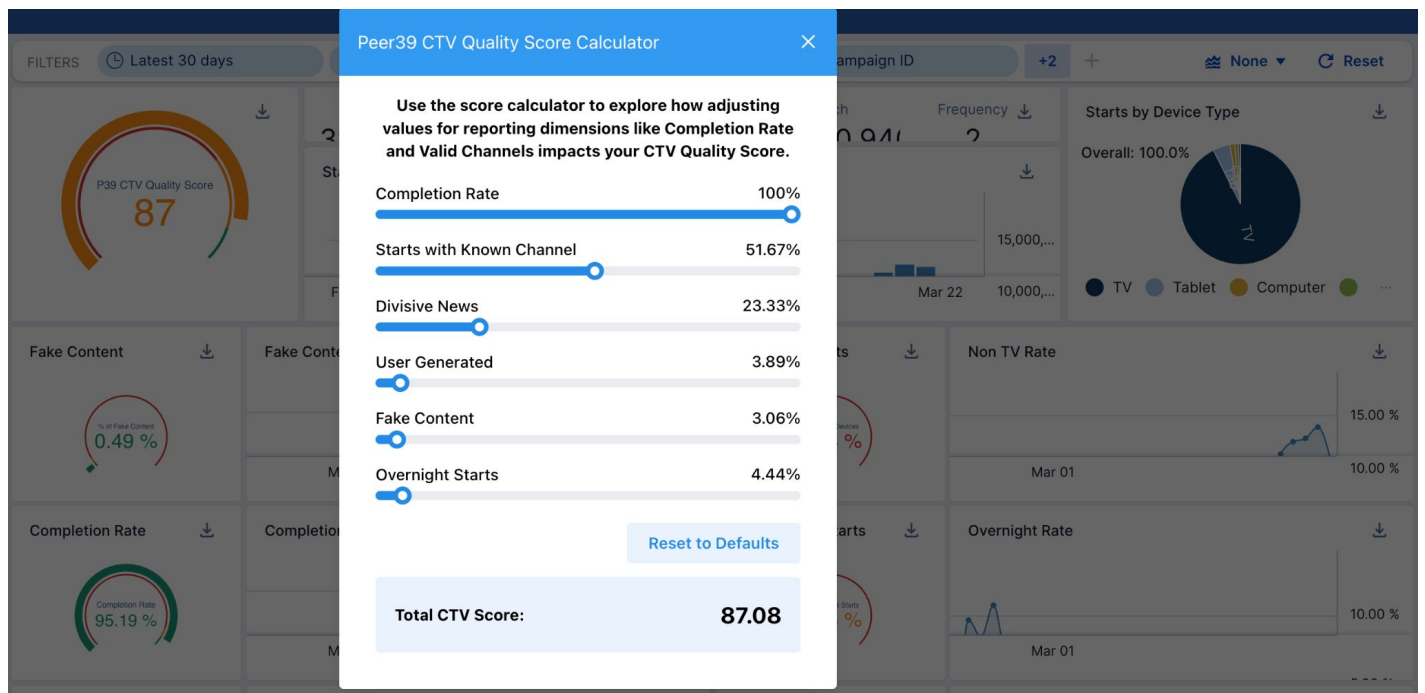 Peer39 CTV Quality Score Calculator
FILTERS
Latest 30 days
ampaign ID
+2
None
Reset
Use the score calculator to explore how adjusting
values for reporting dimensions like Completion Rate
and Valid Channels impacts your CTV Quality Score.
Completion Rate 100%
Starts with Known Channel 51.67%
Divisive News 23.33%
User Generated 3.89%
Fake Content 3.06%
Overnight Starts 4.44%
Reset to Defaults
Total CTV Score: 87.08
P39 CTV Quality Score
87
Frequency
Starts by Device Type
Overall: 100.0%
TV
TV Tablet Computer
15,000,...
Mar 22 10,000,...
Fake Content
% of Fake Content
0.49 %
Fake Conte
Non TV Rate
15.00 %
Mar 01 10.00 %
Completion Rate
Completion Rate
95.19 %
Completion
arts
Overnight Rate
10.00 %
Mar 01